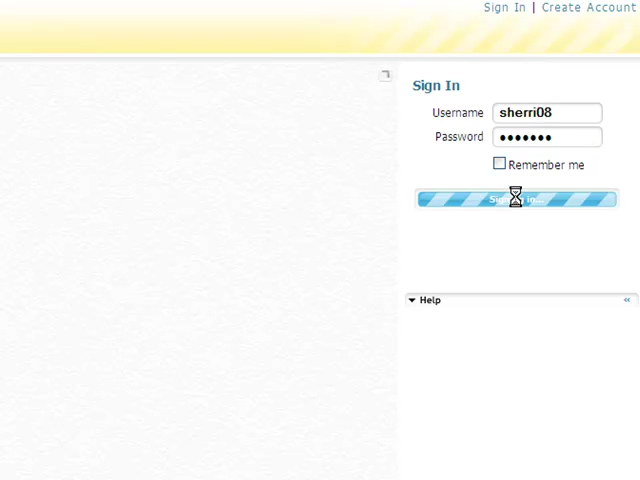 Sign In | Create Account
Sign In
Username sherri08
Password •••••••
Remember me
Help «